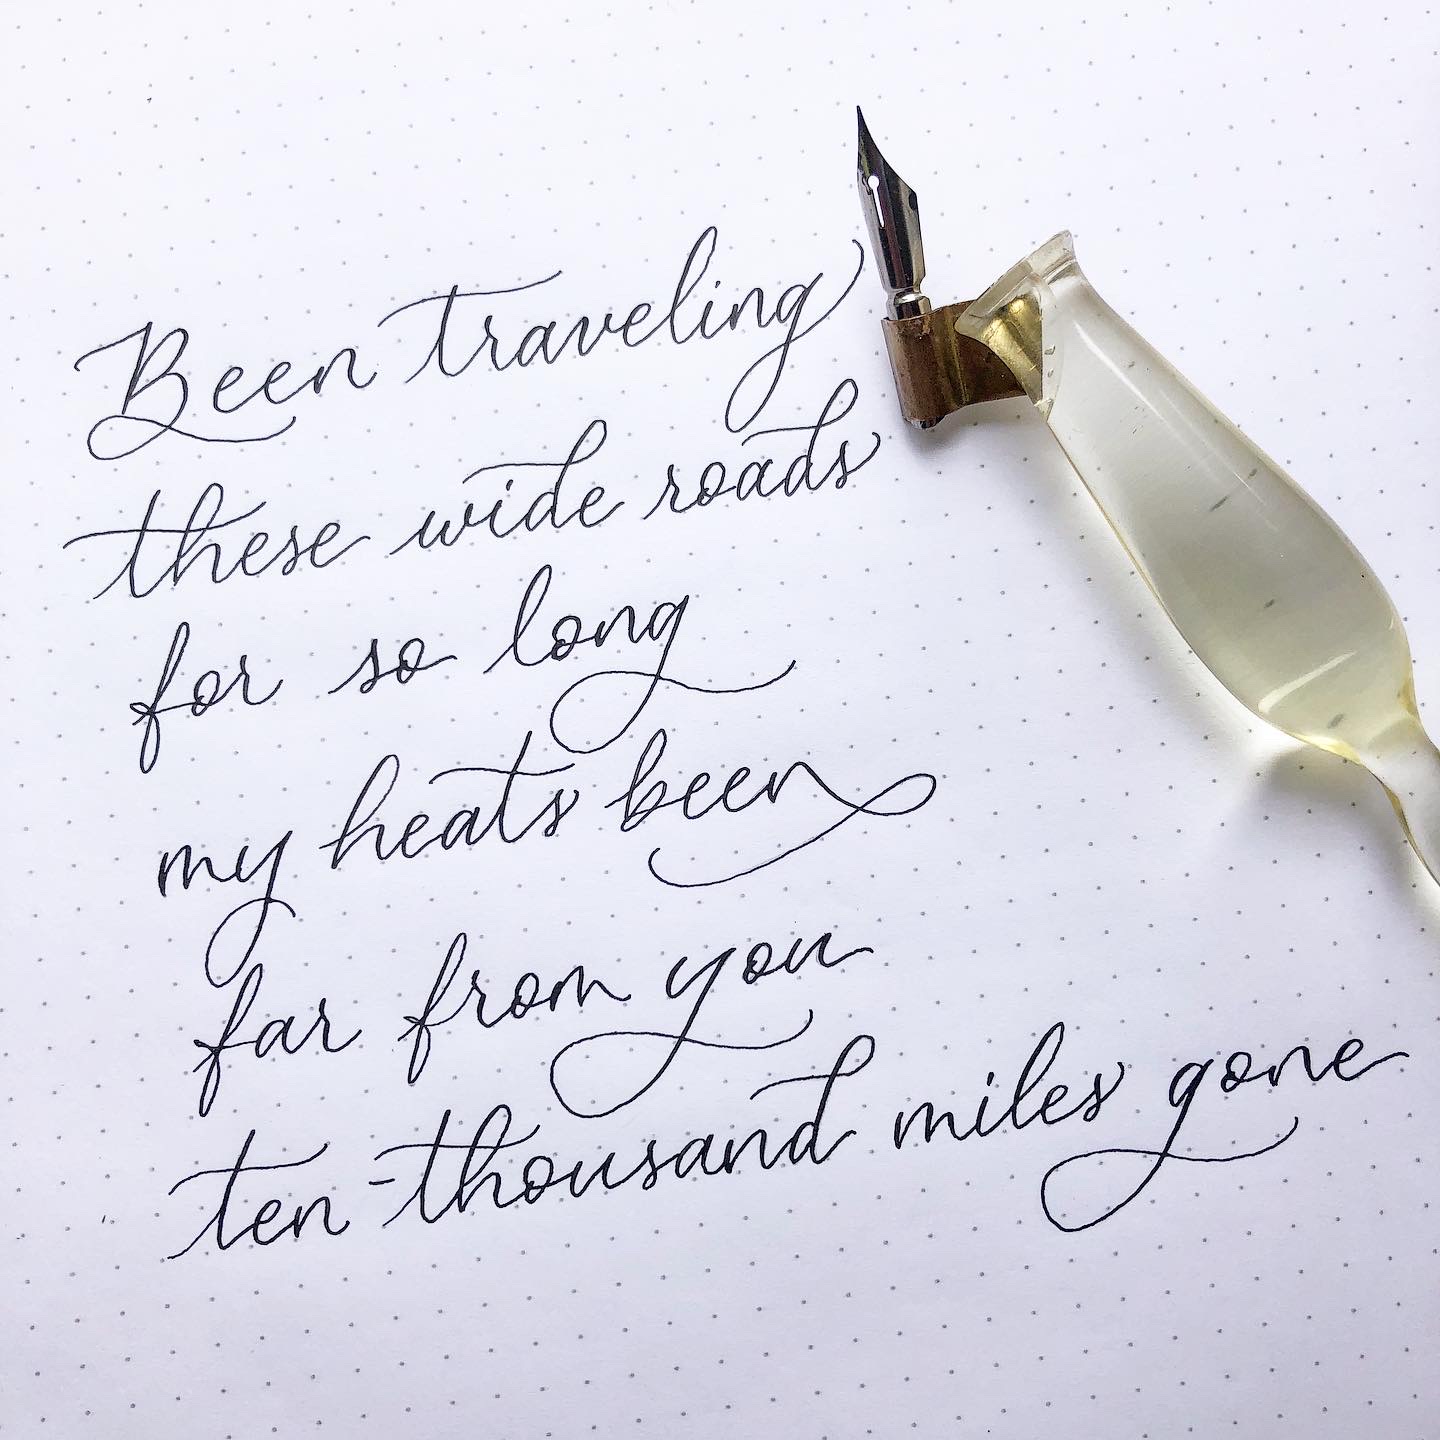 Been traveling
these wide roads
for so long
my heats been
far from you
ten-thousand miles gone